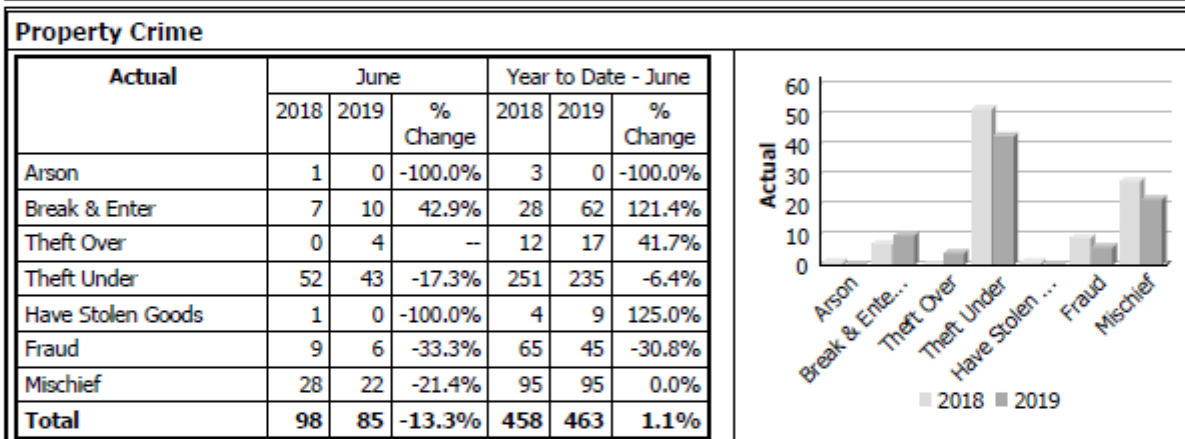 Property Crime
Actual June Year to Date - June
2018 2019 % Change 2018 2019 % Change
Arson 1 0 -100.0% 3 0 -100.0%
Break & Enter 7 10 42.9% 28 62 121.4%
Theft Over 0 4 -- 12 17 41.7%
Theft Under 52 43 -17.3% 251 235 -6.4%
Have Stolen Goods 1 0 -100.0% 4 9 125.0%
Fraud 9 6 -33.3% 65 45 -30.8%
Mischief 28 22 -21.4% 95 95 0.0%
Total 98 85 -13.3% 458 463 1.1%
Actual
60
50
40
30
20
10
0
Arson
Break & Ente...
Theft Over
Theft Under
Have Stolen ...
Fraud
Mischief
2018 2019